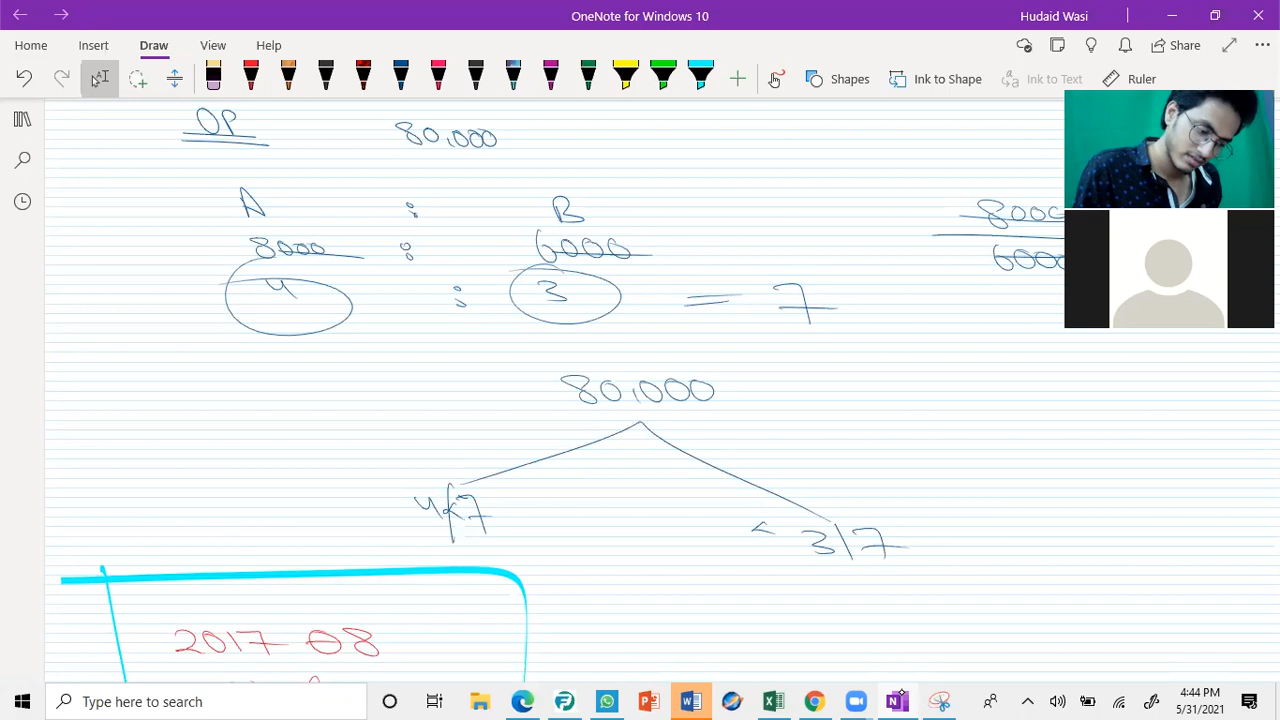 OneNote for Windows 10
Hudaid Wasi
Home Insert Draw View Help
Share
Shapes Ink to Shape Ink to Text Ruler
OP 80,000
A : B
8000 : 6000
8000
6000
4 : 3 = 7
80,000
4/7
3/7
2017 08
Type here to search
4:44 PM
5/31/2021